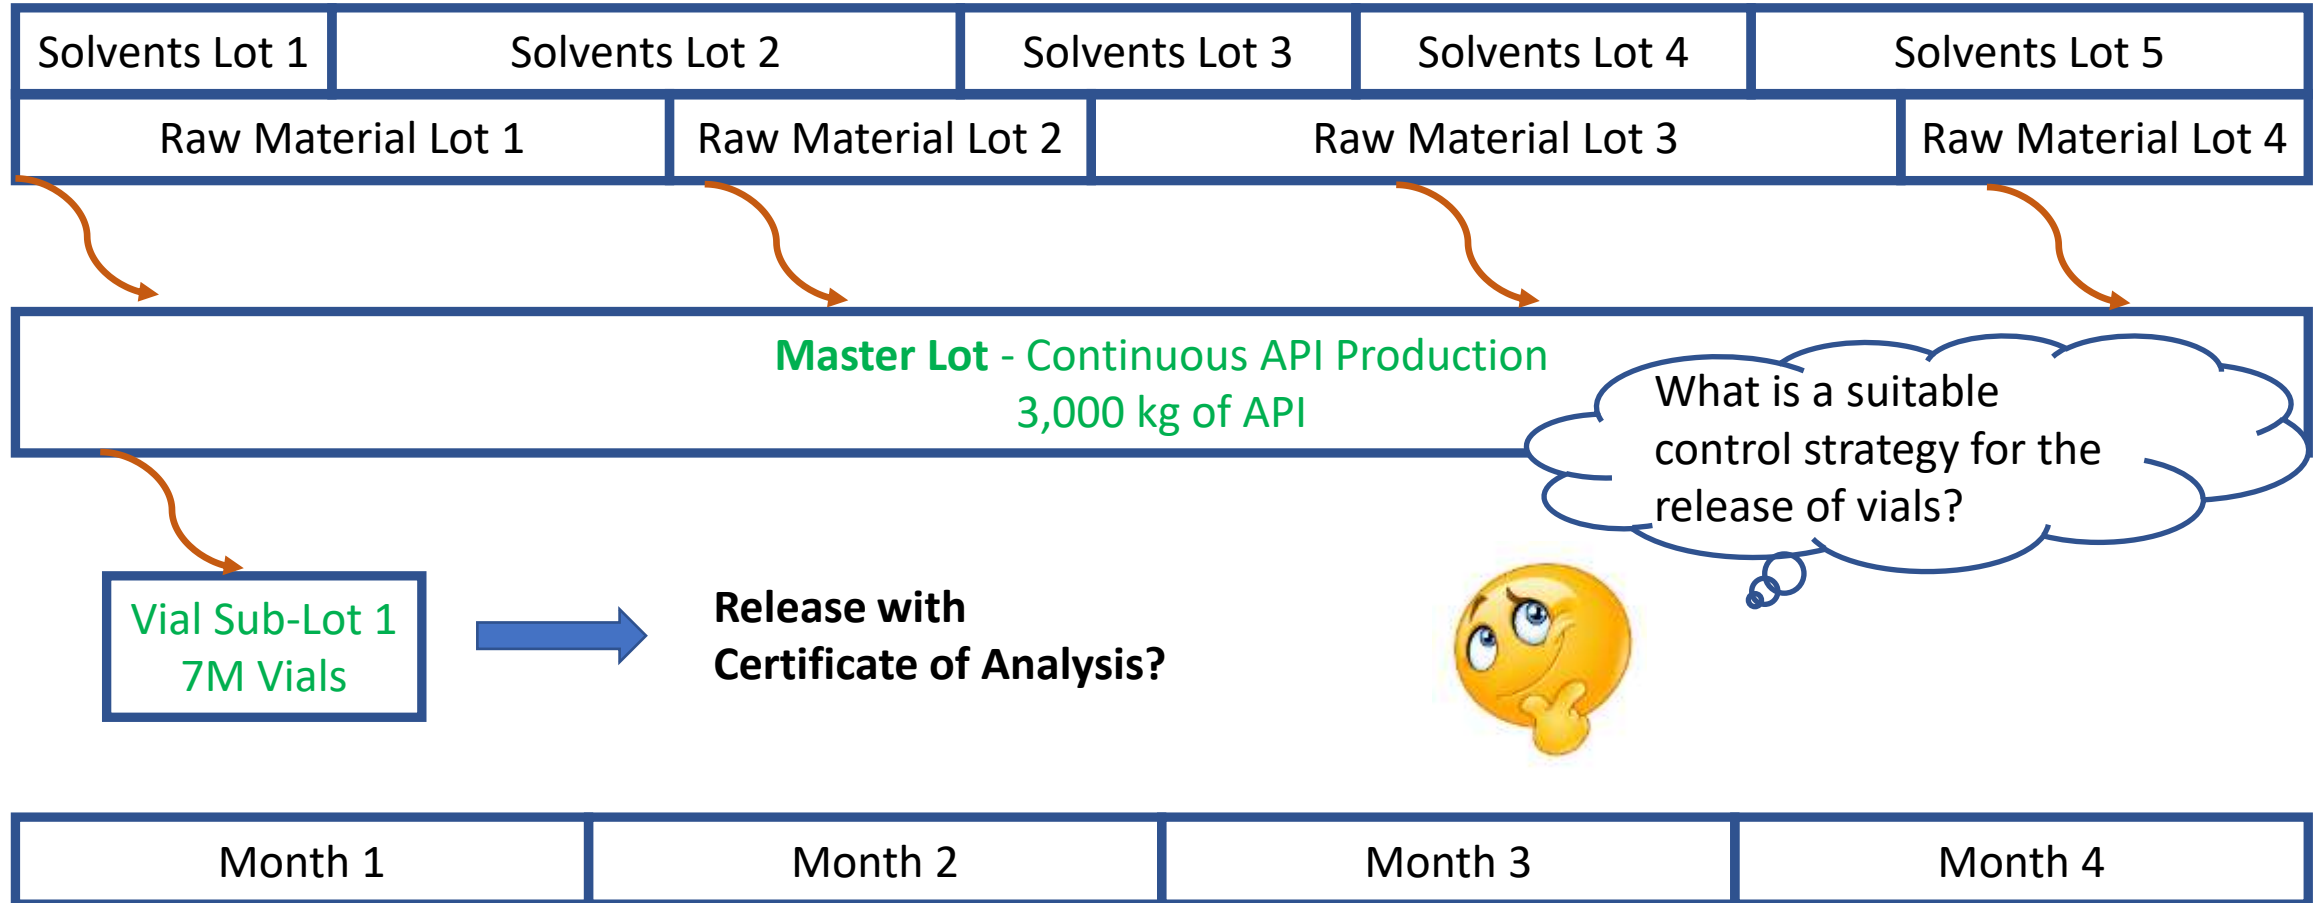 Solvents Lot 1
Solvents Lot 2
Solvents Lot 3
Solvents Lot 4
Solvents Lot 5
Raw Material Lot 1
Raw Material Lot 2
Raw Material Lot 3
Raw Material Lot 4
Master Lot - Continuous API Production
3,000 kg of API
What is a suitable
control strategy for the
release of vials?
Vial Sub-Lot 1
7M Vials
Release with
Certificate of Analysis?
Month 1
Month 2
Month 3
Month 4